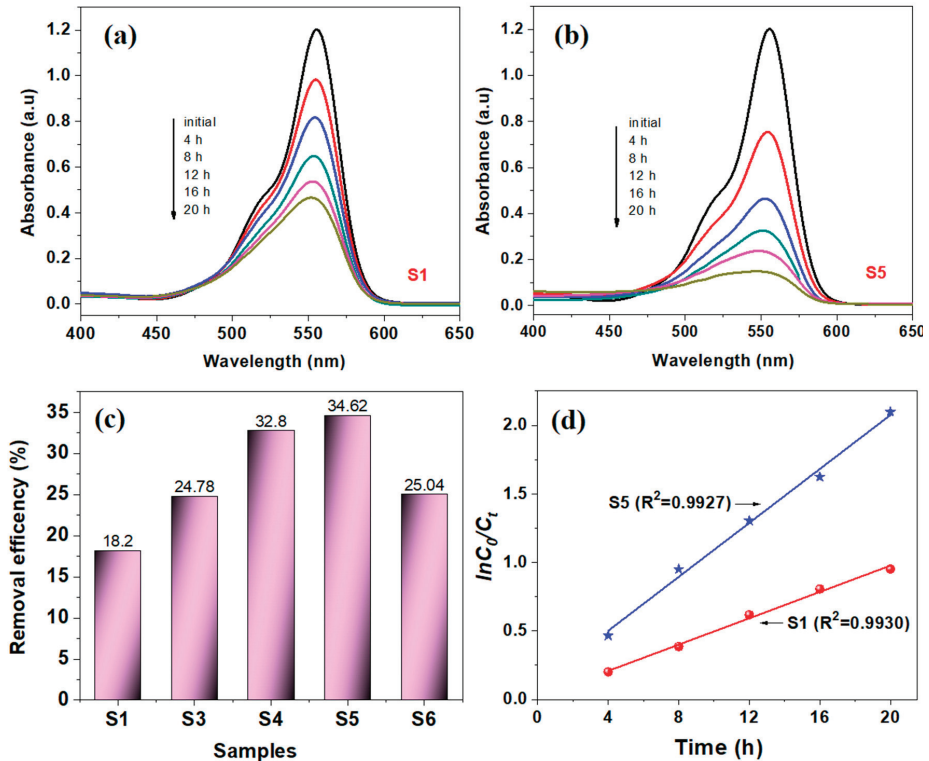 (a)
Absorbance (a.u)
1.2
1.0
0.8
0.6
0.4
0.2
0.0
initial
4 h
8 h
12 h
16 h
20 h
S1
400 450 500 550 600 650
Wavelength (nm)
(b)
Absorbance (a.u)
1.2
1.0
0.8
0.6
0.4
0.2
0.0
initial
4 h
8 h
12 h
16 h
20 h
S5
400 450 500 550 600 650
Wavelength (nm)
(c)
Removal efficency (%)
35
30
25
20
15
10
5
0
18.2
24.78
32.8
34.62
25.04
S1 S3 S4 S5 S6
Samples
(d)
lnC0/Ct
2.0
1.5
1.0
0.5
0.0
S5 (R²=0.9927)
S1 (R²=0.9930)
0 4 8 12 16 20
Time (h)